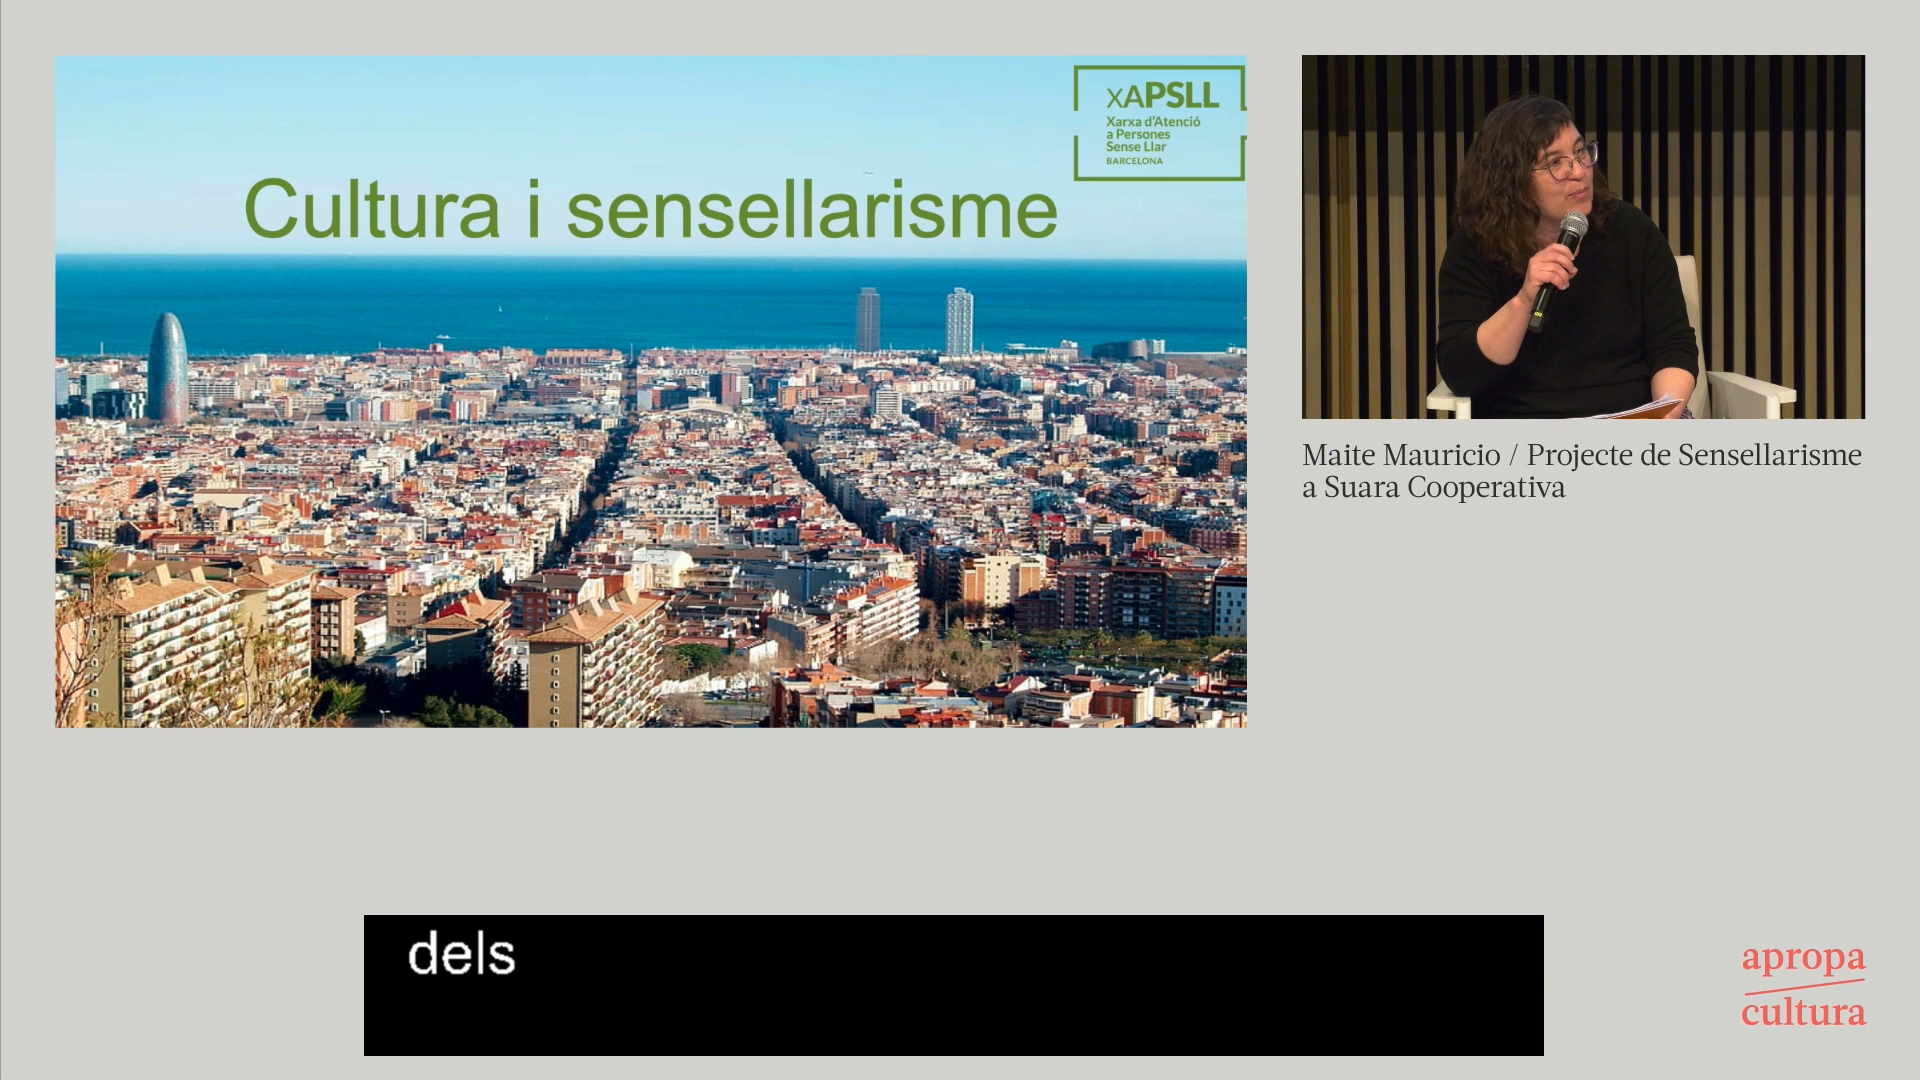 xAPSLL
Xarxa d'Atenció
a Persones
Sense Llar
BARCELONA
Cultura i sensellarisme
Maite Mauricio / Projecte de Sensellarisme
a Suara Cooperativa
dels
apropa
cultura